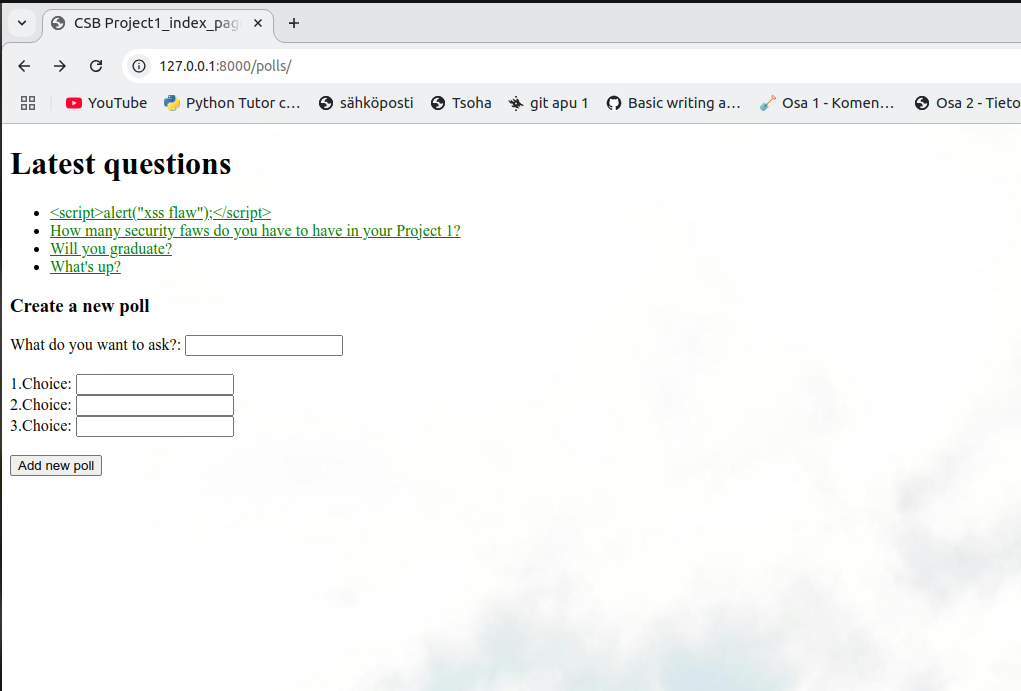 CSB Project1_index_pag
127.0.0.1:8000/polls/
YouTube Python Tutor c... sähköposti Tsoha git apu 1 Basic writing a... Osa 1 - Komen... Osa 2 - Tieto
Latest questions
<script>alert("xss flaw");</script>
How many security faws do you have to have in your Project 1?
Will you graduate?
What's up?
Create a new poll
What do you want to ask?:
1.Choice:
2.Choice:
3.Choice:
Add new poll